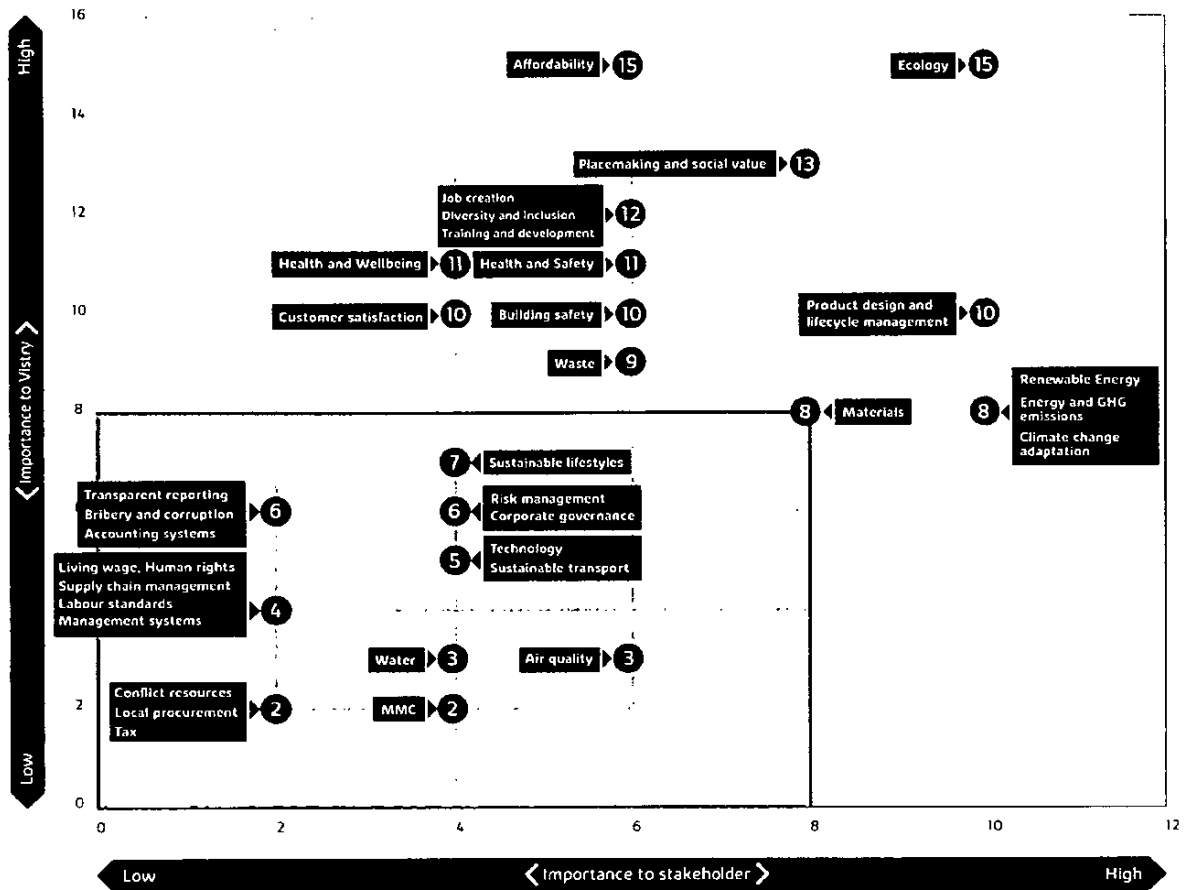 16
High
Affordability 15
Ecology 15
14
Placemaking and social value 13
Job creation
Diversity and inclusion
Training and development
12
12
Health and Wellbeing 11
Health and Safety 11
10
Customer satisfaction 10
Building safety 10
Product design and
lifecycle management
10
Waste 9
Importance to Vistry
8
8 Materials
8
Renewable Energy
Energy and GHG
emissions
Climate change
adaptation
7 Sustainable lifestyles
Transparent reporting
Bribery and corruption
Accounting systems
6
6
Risk management
Corporate governance
5
Technology
Sustainable transport
Living wage, Human rights
Supply chain management
Labour standards
Management systems
4
Water 3
Air quality 3
Conflict resources
Local procurement
Tax
2
MMC 2
2
Low
0
0 2 4 6 8 10 12
Low Importance to stakeholder High